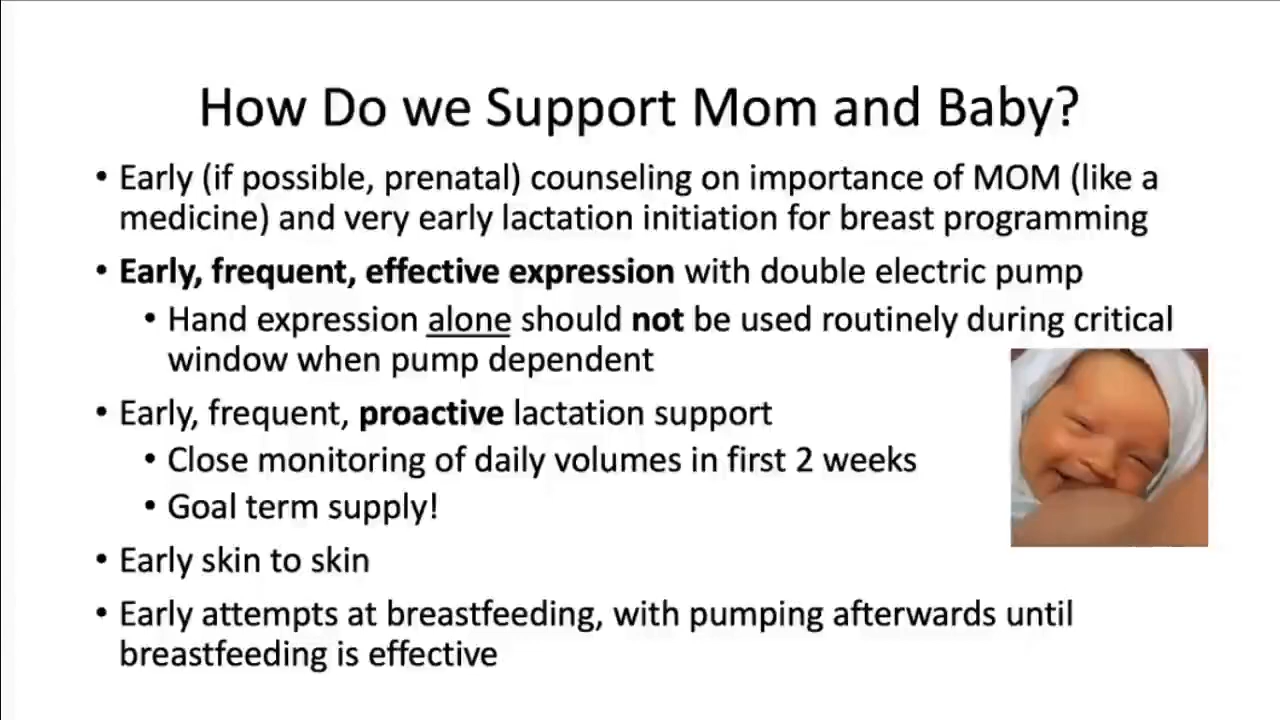 How Do we Support Mom and Baby?
• Early (if possible, prenatal) counseling on importance of MOM (like a
medicine) and very early lactation initiation for breast programming
• Early, frequent, effective expression with double electric pump
• Hand expression alone should not be used routinely during critical
window when pump dependent
• Early, frequent, proactive lactation support
• Close monitoring of daily volumes in first 2 weeks
• Goal term supply!
• Early skin to skin
• Early attempts at breastfeeding, with pumping afterwards until
breastfeeding is effective